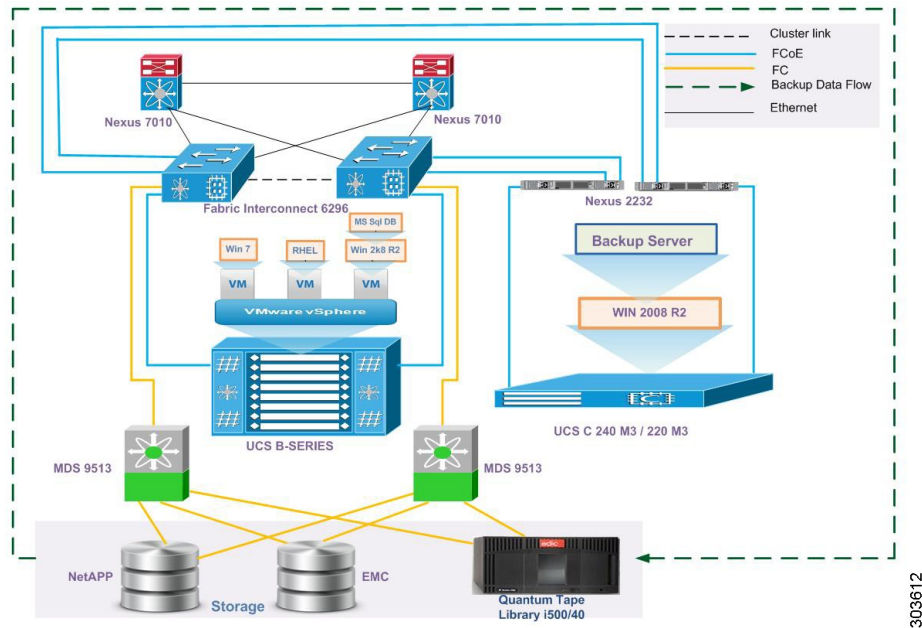 Cluster link
FCoE
FC
Backup Data Flow
Ethernet
Nexus 7010
Nexus 7010
Fabric Interconnect 6296
Nexus 2232
MS Sql DB
Win 7
RHEL
Win 2k8 R2
VM
VM
VM
VMware vSphere
Backup Server
WIN 2008 R2
UCS B-SERIES
UCS C 240 M3 / 220 M3
MDS 9513
MDS 9513
NetAPP
EMC
Storage
adic
Quantum Tape
Library i500/40
303612